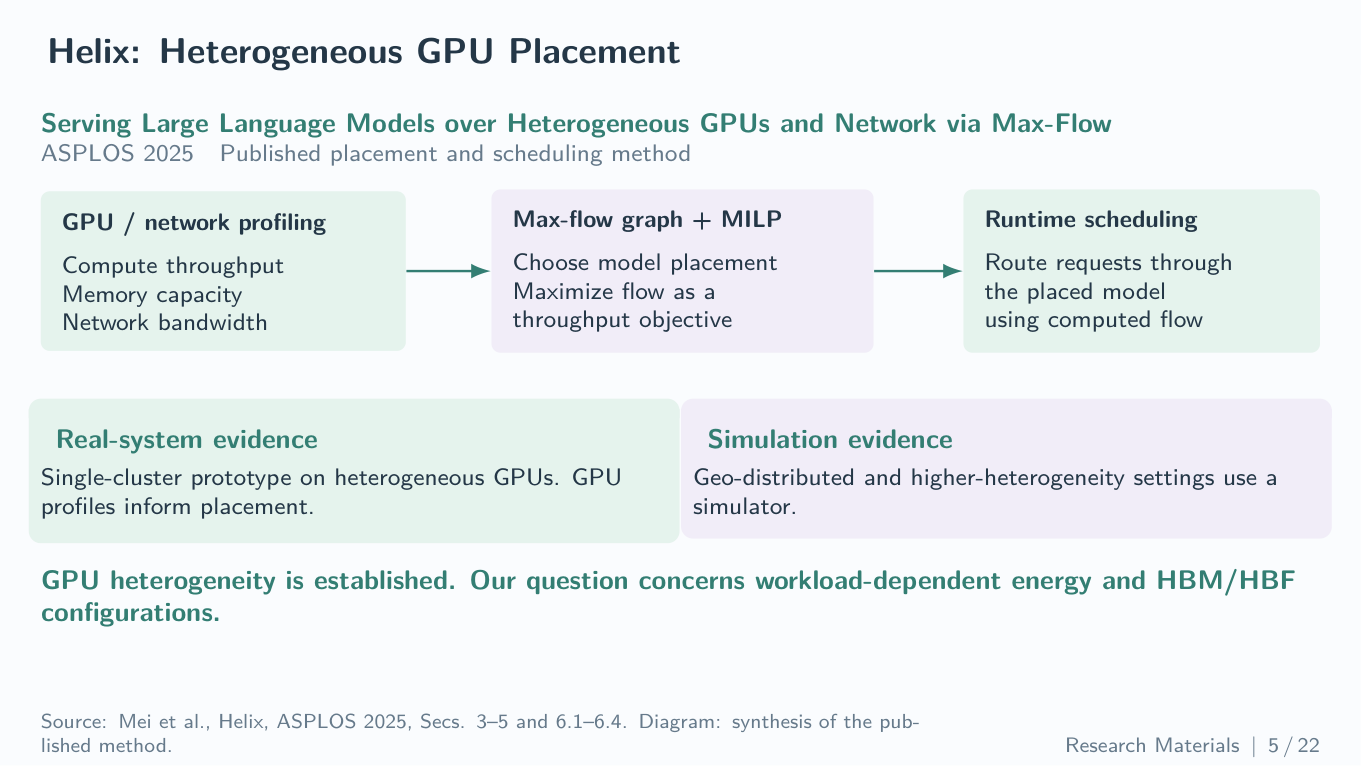 Helix: Heterogeneous GPU Placement
Serving Large Language Models over Heterogeneous GPUs and Network via Max-Flow
ASPLOS 2025 Published placement and scheduling method
GPU / network profiling
Compute throughput
Memory capacity
Network bandwidth
Max-flow graph + MILP
Choose model placement
Maximize flow as a
throughput objective
Runtime scheduling
Route requests through
the placed model
using computed flow
Real-system evidence
Single-cluster prototype on heterogeneous GPUs. GPU
profiles inform placement.
Simulation evidence
Geo-distributed and higher-heterogeneity settings use a
simulator.
GPU heterogeneity is established. Our question concerns workload-dependent energy and HBM/HBF
configurations.
Source: Mei et al., Helix, ASPLOS 2025, Secs. 3–5 and 6.1–6.4. Diagram: synthesis of the pub-
lished method.
Research Materials | 5 / 22